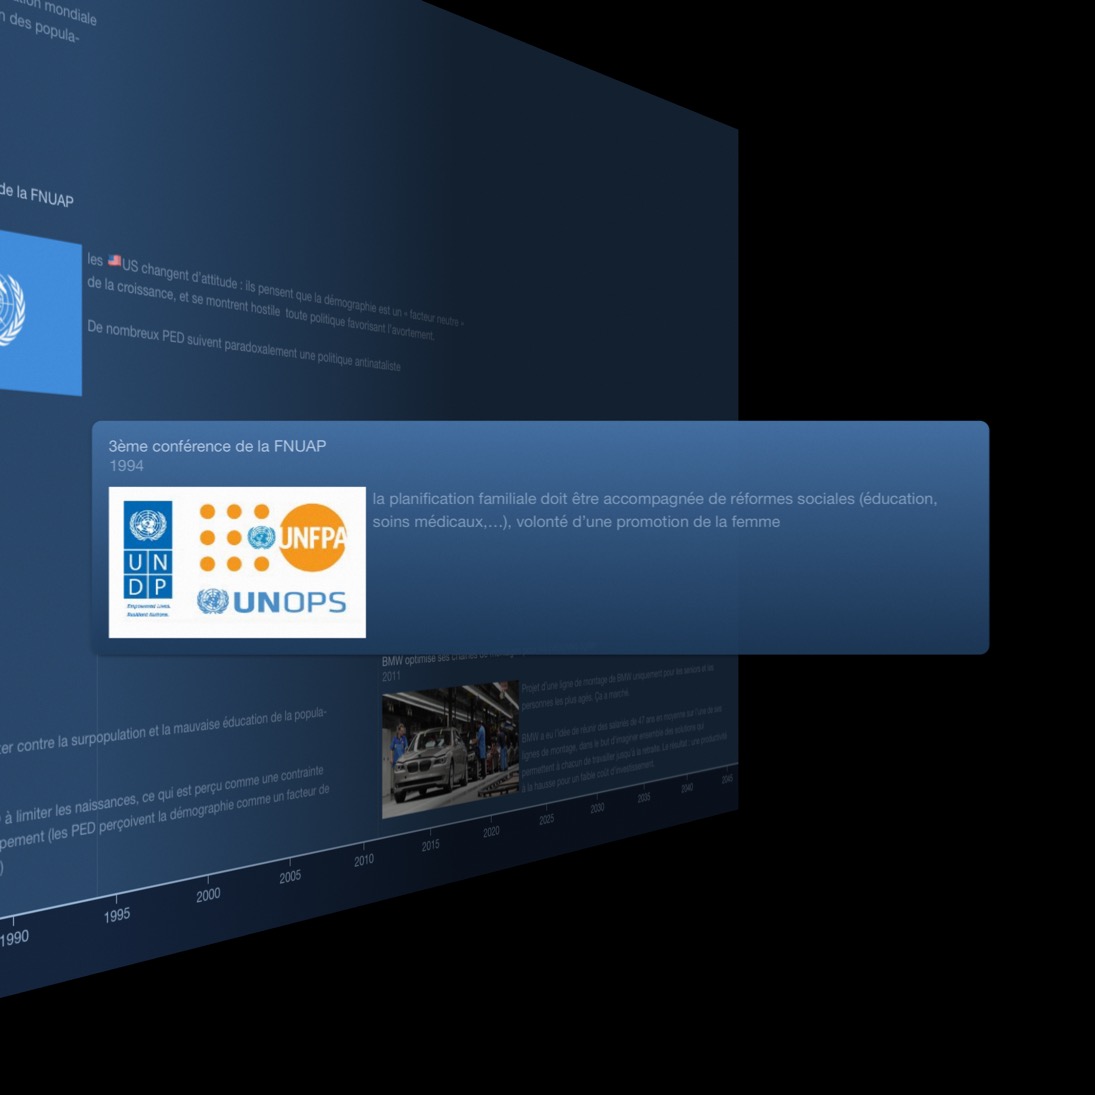 tion mondiale
n des popula-
de la FNUAP
les 🇺🇸US changent d'attitude : ils pensent que la démographie est un « facteur neutre »
de la croissance, et se montrent hostile toute politique favorisant l'avortement.
De nombreux PED suivent paradoxalement une politique antinataliste
3ème conférence de la FNUAP
1994
la planification familiale doit être accompagnée de réformes sociales (éducation,
soins médicaux,…), volonté d'une promotion de la femme
UN
DP
Empowered lives.
Resilient nations.
UNFPA
UNOPS
BMW optimise ses chaînes de
2011
Projet d'une ligne de montage de BMW uniquement pour les seniors et les
personnes les plus agés. Ça a marché.
BMW a eu l'idée de réunir des salariés de 47 ans en moyenne sur l'une de ses
lignes de montage, dans le but d'imaginer ensemble des solutions qui
permettent à chacun de travailler jusqu'à la retraite. Le résultat : une productivité
à la hausse pour un faible coût d'investissement.
ter contre la surpopulation et la mauvaise éducation de la popula-
à limiter les naissances, ce qui est perçu comme une contrainte
pement (les PED perçoivent la démographie comme un facteur de
)
1990
1995
2000
2005
2010
2015
2020
2025
2030
2035
2040
2045